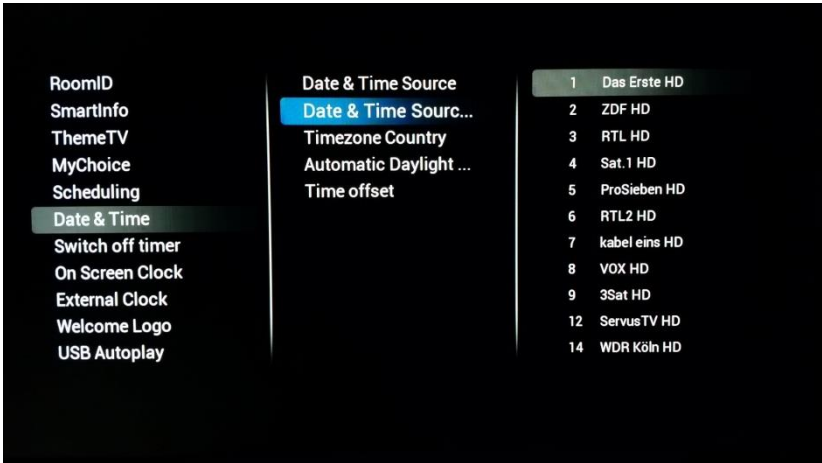 RoomID
SmartInfo
ThemeTV
MyChoice
Scheduling
Date & Time
Switch off timer
On Screen Clock
External Clock
Welcome Logo
USB Autoplay
Date & Time Source
Date & Time Sourc...
Timezone Country
Automatic Daylight ...
Time offset
1 Das Erste HD
2 ZDF HD
3 RTL HD
4 Sat.1 HD
5 ProSieben HD
6 RTL2 HD
7 kabel eins HD
8 VOX HD
9 3Sat HD
12 ServusTV HD
14 WDR Köln HD